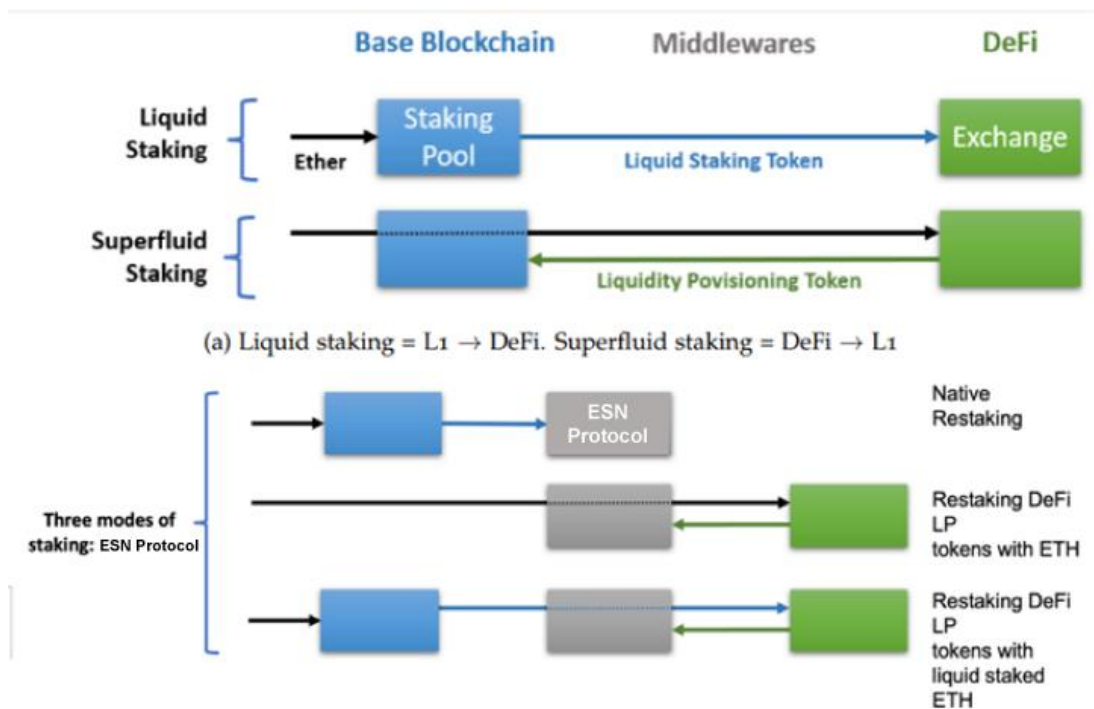 Base Blockchain
Middlewares
DeFi
Liquid
Staking
Ether
Staking
Pool
Liquid Staking Token
Exchange
Superfluid
Staking
Liquidity Povisioning Token
(a) Liquid staking = L1 → DeFi. Superfluid staking = DeFi → L1
ESN
Protocol
Native
Restaking
Three modes of
staking: ESN Protocol
Restaking DeFi
LP
tokens with ETH
Restaking DeFi
LP
tokens with
liquid staked
ETH